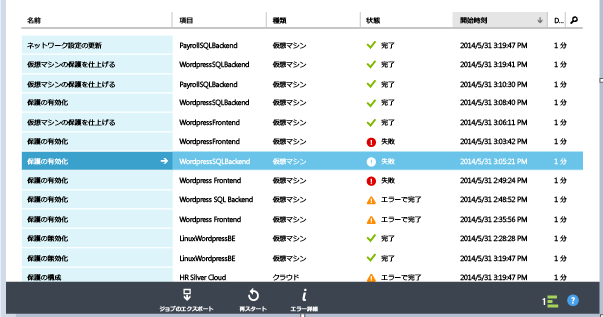 名前 項目 種類 状態 開始時刻 D...
ネットワーク設定の更新 PayrollSQLBackend 仮想マシン 完了 2014/5/31 3:19:47 PM 1 分
仮想マシンの保護を仕上げる WordpressSQLBackend 仮想マシン 完了 2014/5/31 3:19:41 PM 1 分
仮想マシンの保護を仕上げる PayrollSQLBackend 仮想マシン 完了 2014/5/31 3:10:30 PM 1 分
保護の有効化 WordpressSQLBackend 仮想マシン 完了 2014/5/31 3:08:40 PM 1 分
仮想マシンの保護を仕上げる WordpressFrontend 仮想マシン 完了 2014/5/31 3:06:11 PM 1 分
保護の有効化 WordpressFrontend 仮想マシン 失敗 2014/5/31 3:03:42 PM 1 分
保護の有効化 WordpressSQLBackend 仮想マシン 失敗 2014/5/31 3:05:21 PM 1 分
保護の有効化 Wordpress Frontend 仮想マシン 失敗 2014/5/31 2:49:24 PM 1 分
保護の有効化 Wordpress SQL Backend 仮想マシン エラーで完了 2014/5/31 2:48:52 PM 1 分
保護の有効化 Wordpress Frontend 仮想マシン エラーで完了 2014/5/31 2:35:56 PM 1 分
保護の無効化 LinuxWordpressBE 仮想マシン 完了 2014/5/31 2:28:28 PM 1 分
保護の無効化 LinuxWordpressBE 仮想マシン 完了 2014/5/31 3:19:47 PM 1 分
保護の構成 HR Sliver Cloud クラウド エラーで完了 2014/5/31 3:19:47 PM 1 分
ジョブのエクスポート 再スタート エラー詳細 1 ?